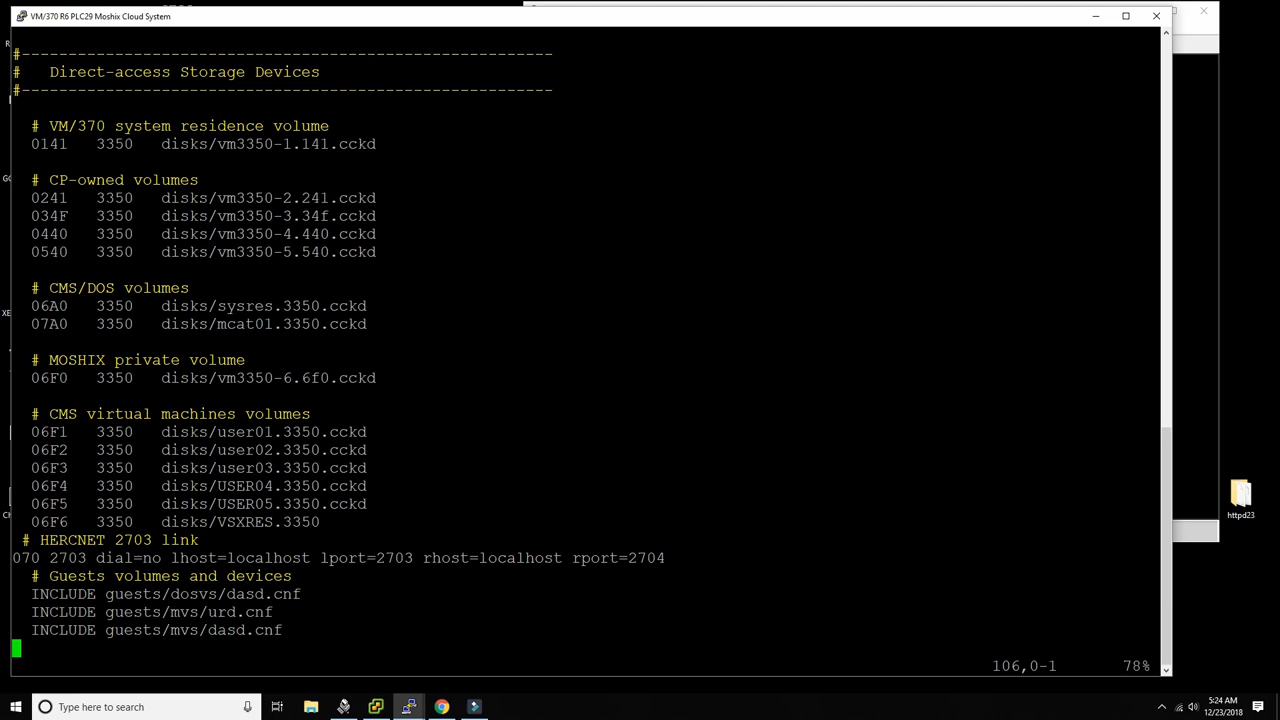 VM/370 R6 PLC29 Moshix Cloud System
#---------------------------------------------------------
#   Direct-access Storage Devices
#---------------------------------------------------------
# VM/370 system residence volume
0141   3350   disks/vm3350-1.141.cckd
# CP-owned volumes
0241   3350   disks/vm3350-2.241.cckd
034F   3350   disks/vm3350-3.34f.cckd
0440   3350   disks/vm3350-4.440.cckd
0540   3350   disks/vm3350-5.540.cckd
# CMS/DOS volumes
06A0   3350   disks/sysres.3350.cckd
07A0   3350   disks/mcat01.3350.cckd
# MOSHIX private volume
06F0   3350   disks/vm3350-6.6f0.cckd
# CMS virtual machines volumes
06F1   3350   disks/user01.3350.cckd
06F2   3350   disks/user02.3350.cckd
06F3   3350   disks/user03.3350.cckd
06F4   3350   disks/USER04.3350.cckd
06F5   3350   disks/USER05.3350.cckd
06F6   3350   disks/VSXRES.3350
# HERCNET 2703 link
070 2703 dial=no lhost=localhost lport=2703 rhost=localhost rport=2704
# Guests volumes and devices
INCLUDE guests/dosvs/dasd.cnf
INCLUDE guests/mvs/urd.cnf
INCLUDE guests/mvs/dasd.cnf
106,0-1       78%
httpd23
Type here to search
5:24 AM
12/23/2018